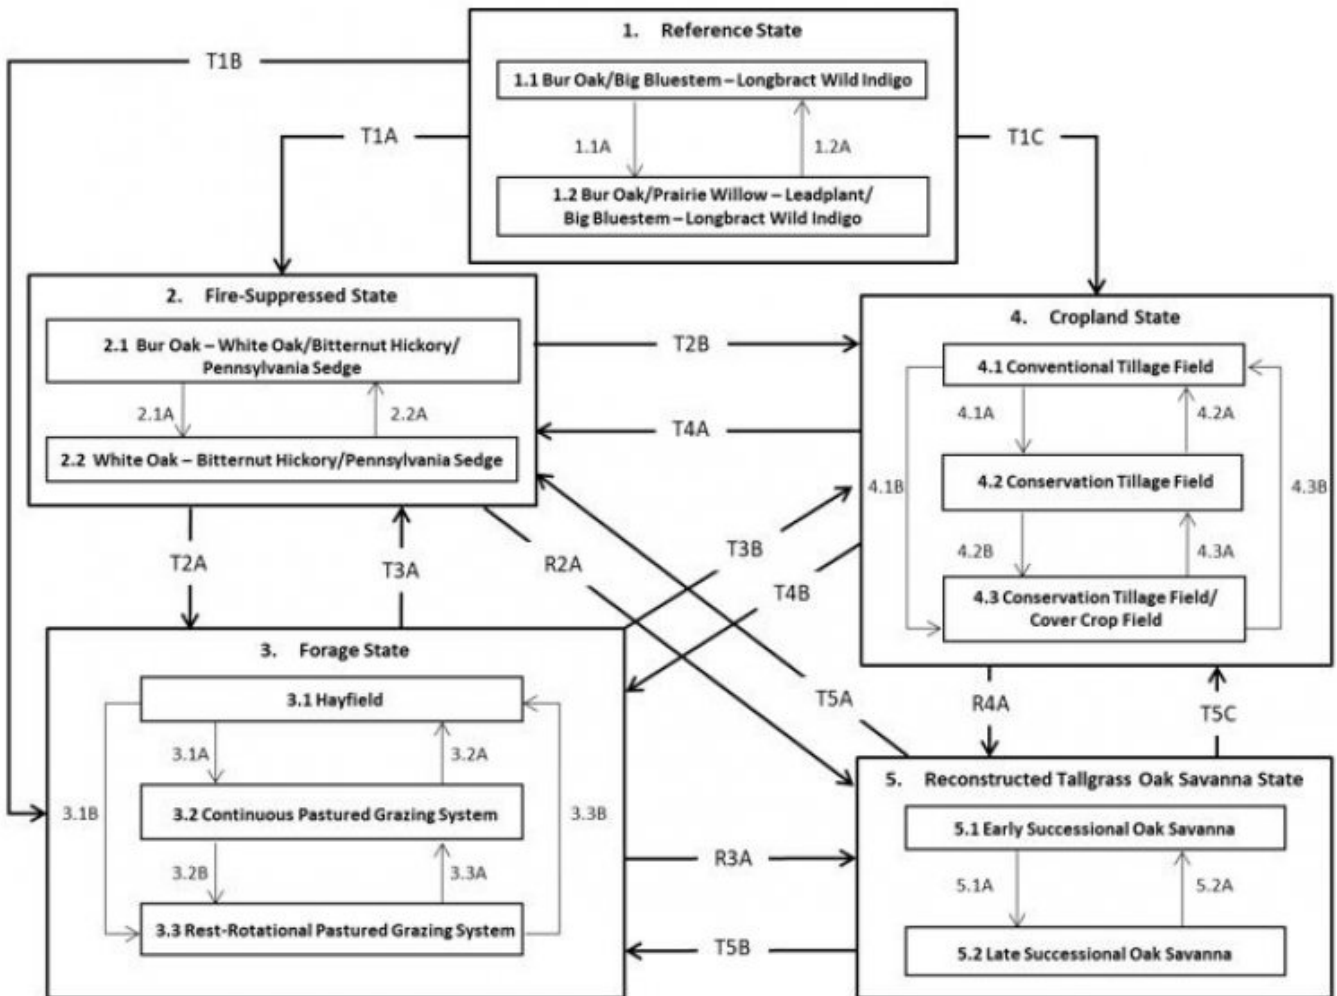 1. Reference State
T1B
1.1 Bur Oak/Big Bluestem – Longbract Wild Indigo
T1A
T1C
1.1A
1.2A
1.2 Bur Oak/Prairie Willow – Leadplant/
Big Bluestem – Longbract Wild Indigo
2. Fire-Suppressed State
2.1 Bur Oak – White Oak/Bitternut Hickory/
Pennsylvania Sedge
2.1A
2.2A
2.2 White Oak – Bitternut Hickory/Pennsylvania Sedge
T2B
T4A
4. Cropland State
4.1 Conventional Tillage Field
4.1A
4.2A
4.2 Conservation Tillage Field
4.1B
4.3B
4.2B
4.3A
4.3 Conservation Tillage Field/
Cover Crop Field
T2A
T3A
R2A
T3B
T4B
T5A
R4A
T5C
3. Forage State
3.1 Hayfield
3.1A
3.2A
3.1B
3.2 Continuous Pastured Grazing System
3.3B
3.2B
3.3A
3.3 Rest-Rotational Pastured Grazing System
R3A
T5B
5. Reconstructed Tallgrass Oak Savanna State
5.1 Early Successional Oak Savanna
5.1A
5.2A
5.2 Late Successional Oak Savanna